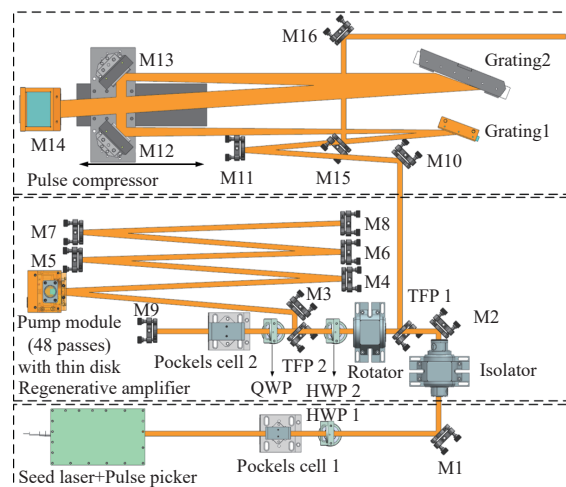 M16
M13
Grating2
M14
M12
Grating1
M11
M15
M10
Pulse compressor
M7
M8
M5
M6
M4
M3
M9
TFP 1
M2
Pump module
(48 passes)
with thin disk
Regenerative amplifier
Pockels cell 2
TFP 2
Rotator
Isolator
QWP
HWP 2
HWP 1
Pockels cell 1
M1
Seed laser+Pulse picker